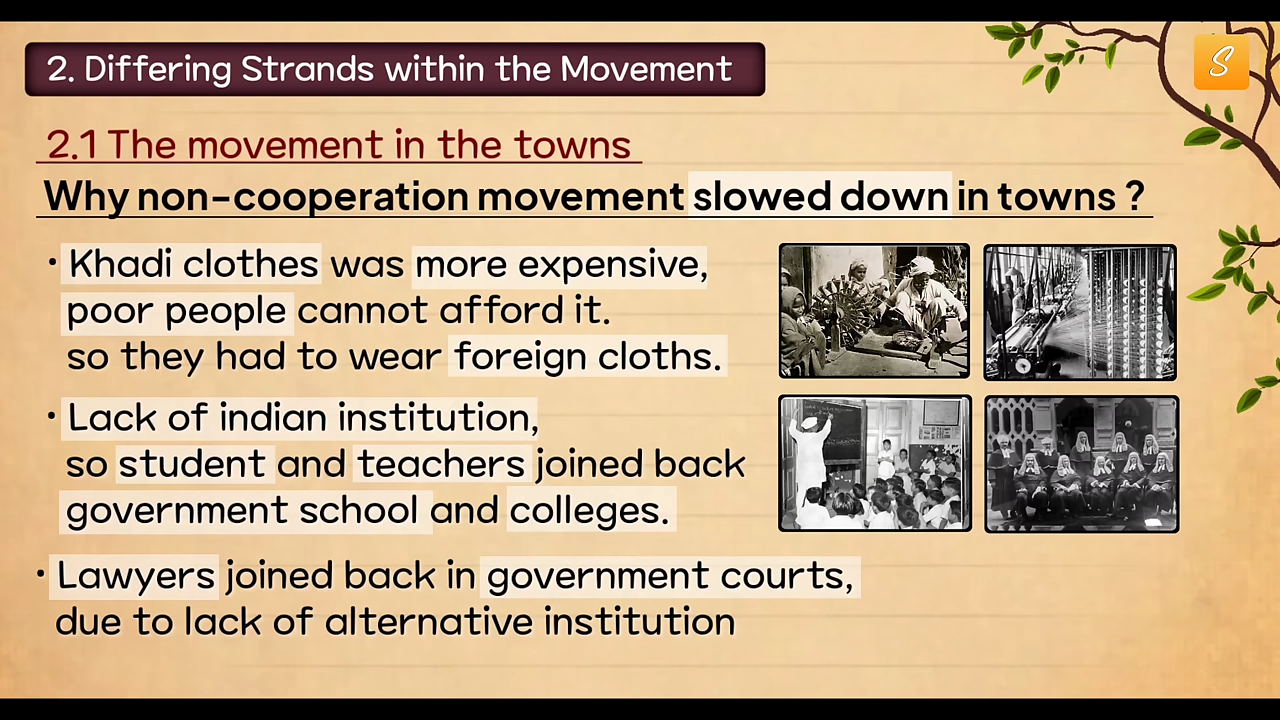 2. Differing Strands within the Movement
S
2.1 The movement in the towns
Why non-cooperation movement slowed down in towns ?
• Khadi clothes was more expensive,
poor people cannot afford it.
so they had to wear foreign cloths.
• Lack of indian institution,
so student and teachers joined back
government school and colleges.
• Lawyers joined back in government courts,
due to lack of alternative institution